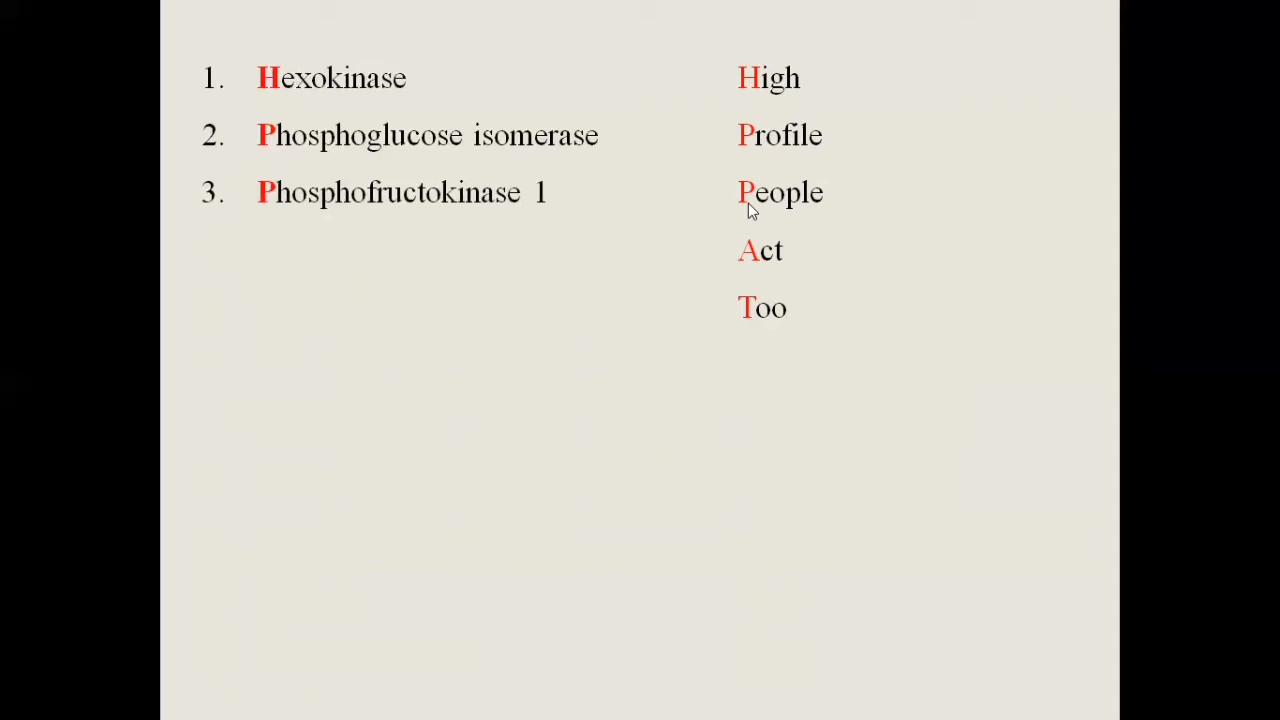 1. Hexokinase High
2. Phosphoglucose isomerase Profile
3. Phosphofructokinase 1 People
Act
Too